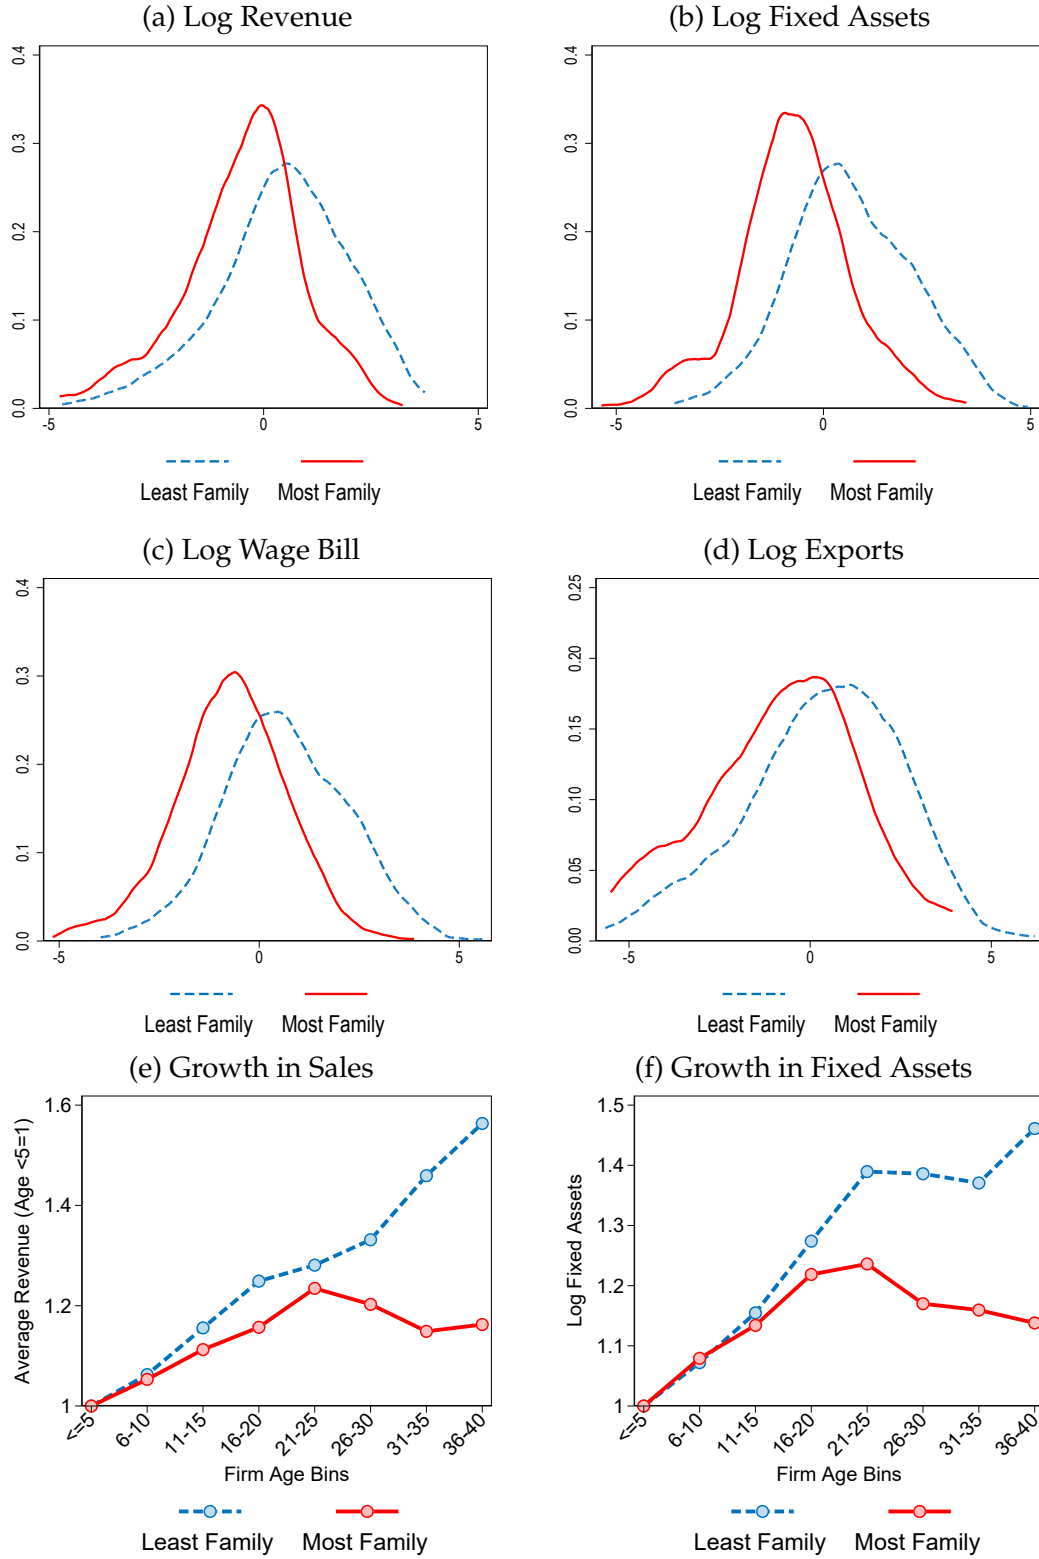 (a) Log Revenue
0.4
0.3
0.2
0.1
0.0
-5 0 5
Least Family Most Family
(b) Log Fixed Assets
0.4
0.3
0.2
0.1
0.0
-5 0 5
Least Family Most Family
(c) Log Wage Bill
0.4
0.3
0.2
0.1
0.0
-5 0 5
Least Family Most Family
(d) Log Exports
0.25
0.20
0.15
0.10
0.05
0.00
-5 0 5
Least Family Most Family
(e) Growth in Sales
Average Revenue (Age <5=1)
1.6
1.4
1.2
1
<=5 6-10 11-15 16-20 21-25 26-30 31-35 36-40
Firm Age Bins
Least Family Most Family
(f) Growth in Fixed Assets
Log Fixed Assets
1.5
1.4
1.3
1.2
1.1
1
<=5 6-10 11-15 16-20 21-25 26-30 31-35 36-40
Firm Age Bins
Least Family Most Family